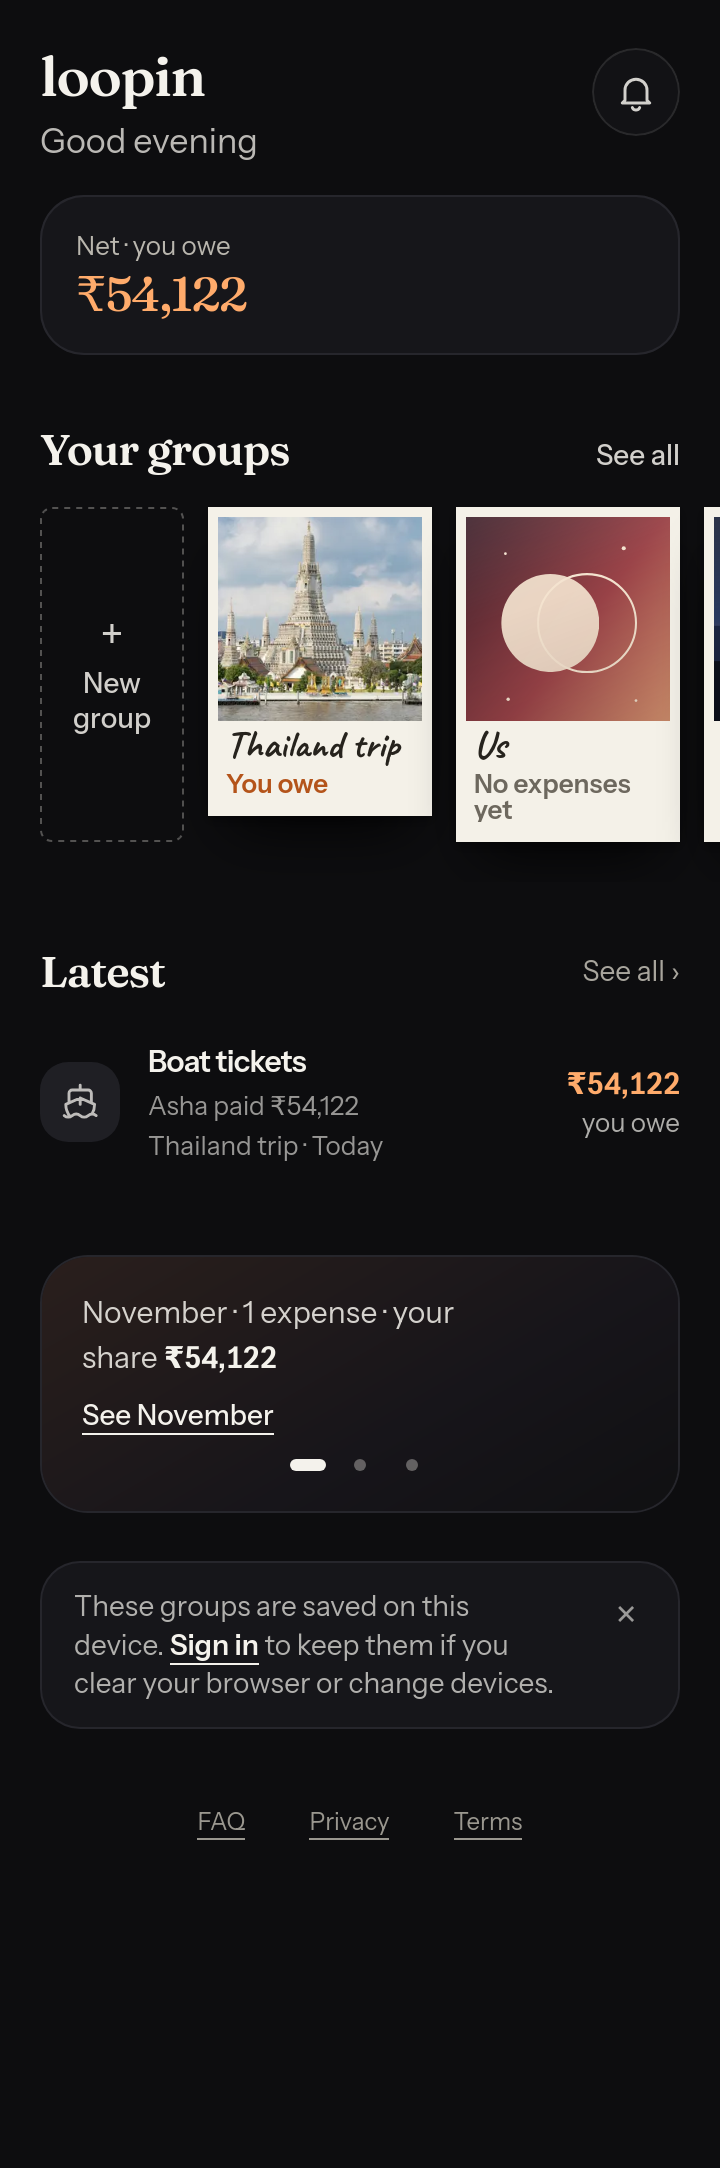 loopin
Good evening
Net · you owe
₹54,122
Your groups
See all
+
New
group
Thailand trip
You owe
Us
No expenses
yet
Latest
See all ›
Boat tickets
Asha paid ₹54,122
Thailand trip · Today
₹54,122
you owe
November · 1 expense · your
share ₹54,122
See November
These groups are saved on this
device. Sign in to keep them if you
clear your browser or change devices.
FAQ
Privacy
Terms